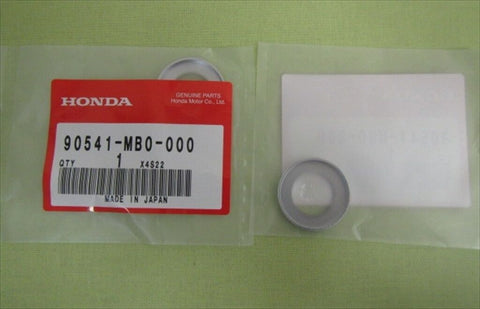 HONDA
GENUINE PARTS
Honda Motor Co., Ltd.
90541-MB0-000
QTY 1 X4S22
MADE IN JAPAN